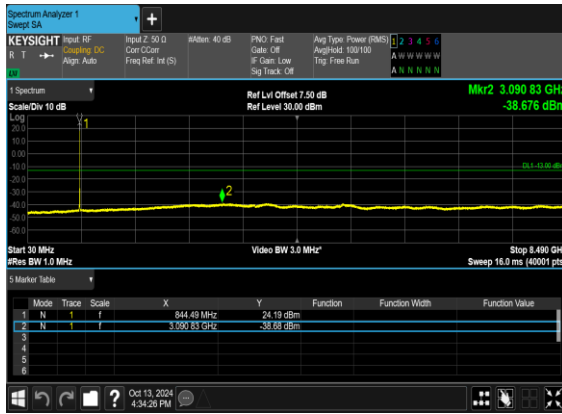 Spectrum Analyzer 1
Swept SA
+
KEYSIGHT Input: RF Input Z: 50 Ω #Atten: 40 dB PNO: Fast Avg Type: Power (RMS) 1 2 3 4 5 6
R T Coupling: DC Corr CCorr Gate: Off Avg|Hold: 100/100 A W W W W W
Align: Auto Freq Ref: Int (S) IF Gain: Low Trig: Free Run
LXI Sig Track: Off A N N N N N
1 Spectrum Ref Lvl Offset 7.50 dB Mkr2 3.090 83 GHz
Scale/Div 10 dB Ref Level 30.00 dBm -38.676 dBm
Log
1
20.0
10.0
0.00
-10.0
DL1 -13.00 dBm
-20.0
-30.0
2
-40.0
-50.0
-60.0
Start 30 MHz Video BW 3.0 MHz* Stop 8.490 GH
#Res BW 1.0 MHz Sweep 16.0 ms (40001 pts
5 Marker Table
Mode Trace Scale X Y Function Function Width Function Value
1 N 1 f 844.49 MHz 24.19 dBm
2 N 1 f 3.090 83 GHz -38.68 dBm
3
4
5
6
? Oct 13, 2024
4:34:26 PM